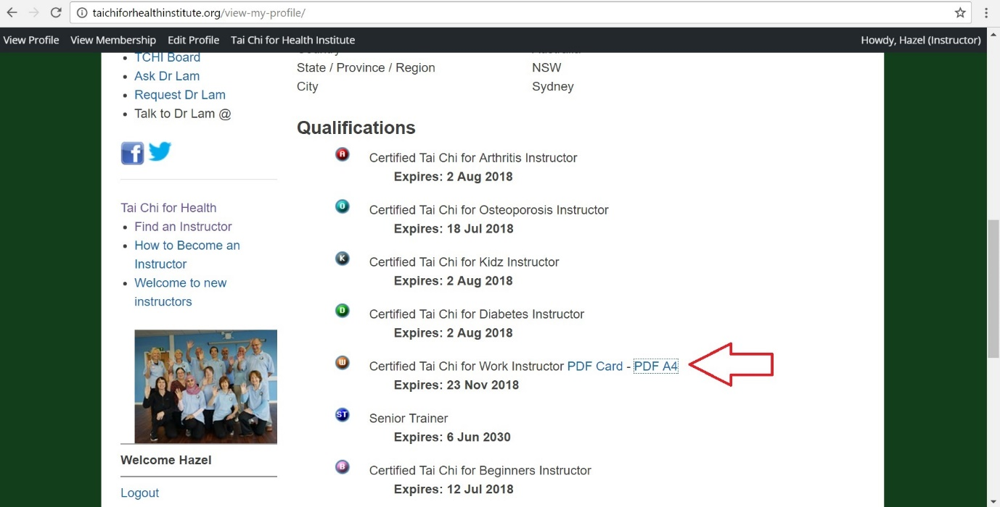 taichiforhealthinstitute.org/view-my-profile/
View Profile View Membership Edit Profile Tai Chi for Health Institute Howdy, Hazel (Instructor)
TCHI Board
Ask Dr Lam
Request Dr Lam
Talk to Dr Lam @
f
Tai Chi for Health
Find an Instructor
How to Become an
Instructor
Welcome to new
instructors
Welcome Hazel
Logout
Country Australia
State / Province / Region NSW
City Sydney
Qualifications
A Certified Tai Chi for Arthritis Instructor
Expires: 2 Aug 2018
O Certified Tai Chi for Osteoporosis Instructor
Expires: 18 Jul 2018
K Certified Tai Chi for Kidz Instructor
Expires: 2 Aug 2018
D Certified Tai Chi for Diabetes Instructor
Expires: 2 Aug 2018
W Certified Tai Chi for Work Instructor PDF Card - PDF A4
Expires: 23 Nov 2018
ST Senior Trainer
Expires: 6 Jun 2030
B Certified Tai Chi for Beginners Instructor
Expires: 12 Jul 2018